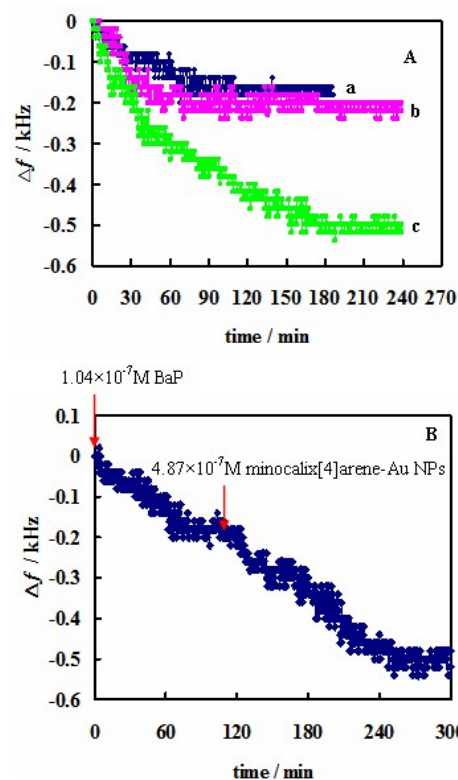 A
0
-0.1
-0.2
-0.3
-0.4
-0.5
-0.6
△f / kHz
a
b
c
0 30 60 90 120 150 180 210 240 270
time / min
1.04×10⁻⁷M BaP
B
4.87×10⁻⁷M minocalix[4]arene-Au NPs
0.1
0
-0.1
-0.2
-0.3
-0.4
-0.5
-0.6
△f / kHz
0 60 120 180 240 300
time / min